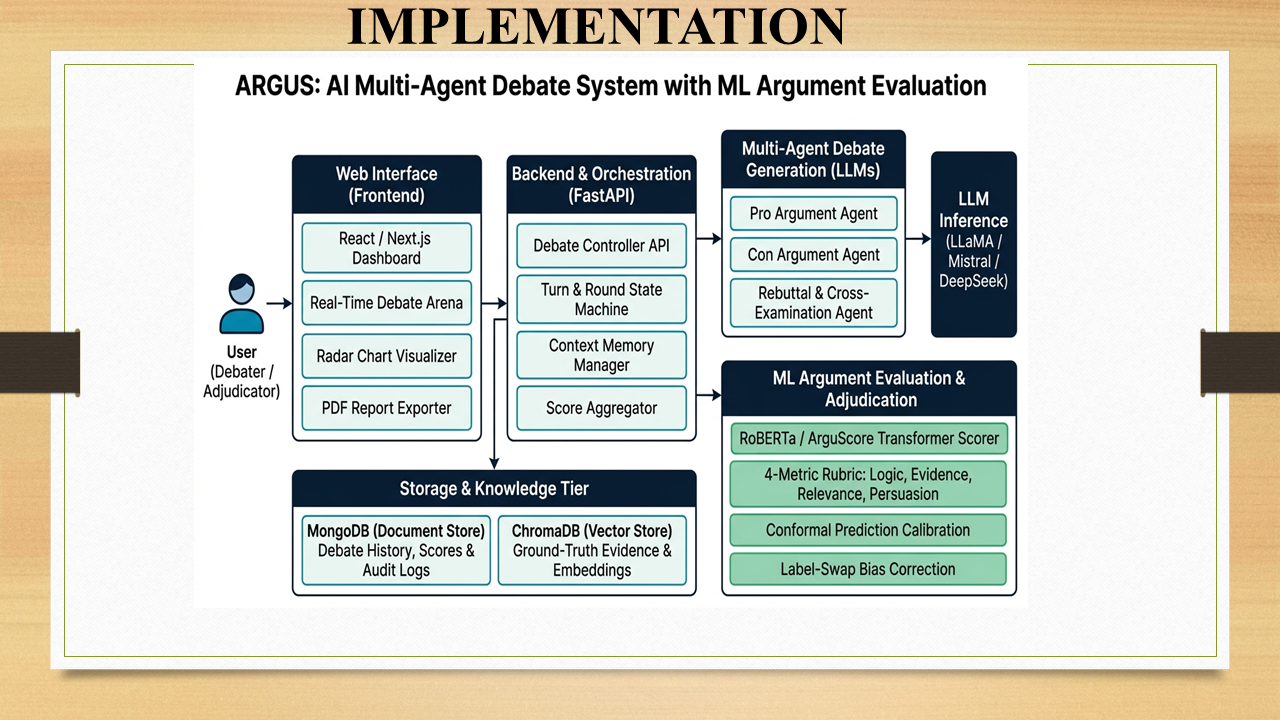 IMPLEMENTATION
ARGUS: AI Multi-Agent Debate System with ML Argument Evaluation
User
(Debater /
Adjudicator)
Web Interface
(Frontend)
React / Next.js
Dashboard
Real-Time Debate Arena
Radar Chart Visualizer
PDF Report Exporter
Backend & Orchestration
(FastAPI)
Debate Controller API
Turn & Round State
Machine
Context Memory
Manager
Score Aggregator
Multi-Agent Debate
Generation (LLMs)
Pro Argument Agent
Con Argument Agent
Rebuttal & Cross-
Examination Agent
LLM
Inference
(LLaMA /
Mistral /
DeepSeek)
ML Argument Evaluation &
Adjudication
RoBERTa / ArguScore Transformer Scorer
4-Metric Rubric: Logic, Evidence,
Relevance, Persuasion
Conformal Prediction Calibration
Label-Swap Bias Correction
Storage & Knowledge Tier
MongoDB (Document Store)
Debate History, Scores &
Audit Logs
ChromaDB (Vector Store)
Ground-Truth Evidence &
Embeddings